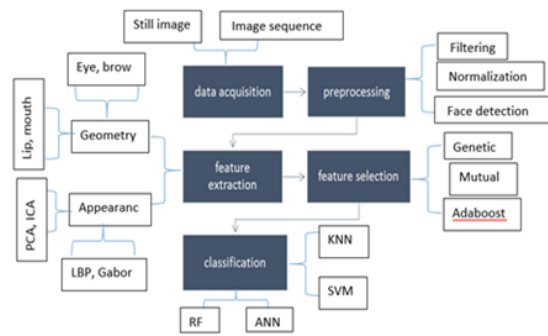 Still image
Image sequence
Filtering
Eye, brow
data acquisition
preprocessing
Normalization
Lip, mouth
Geometry
Face detection
feature
extraction
feature selection
Genetic
Mutual
PCA, ICA
Appearanc
Adaboost
LBP, Gabor
classification
KNN
SVM
RF
ANN